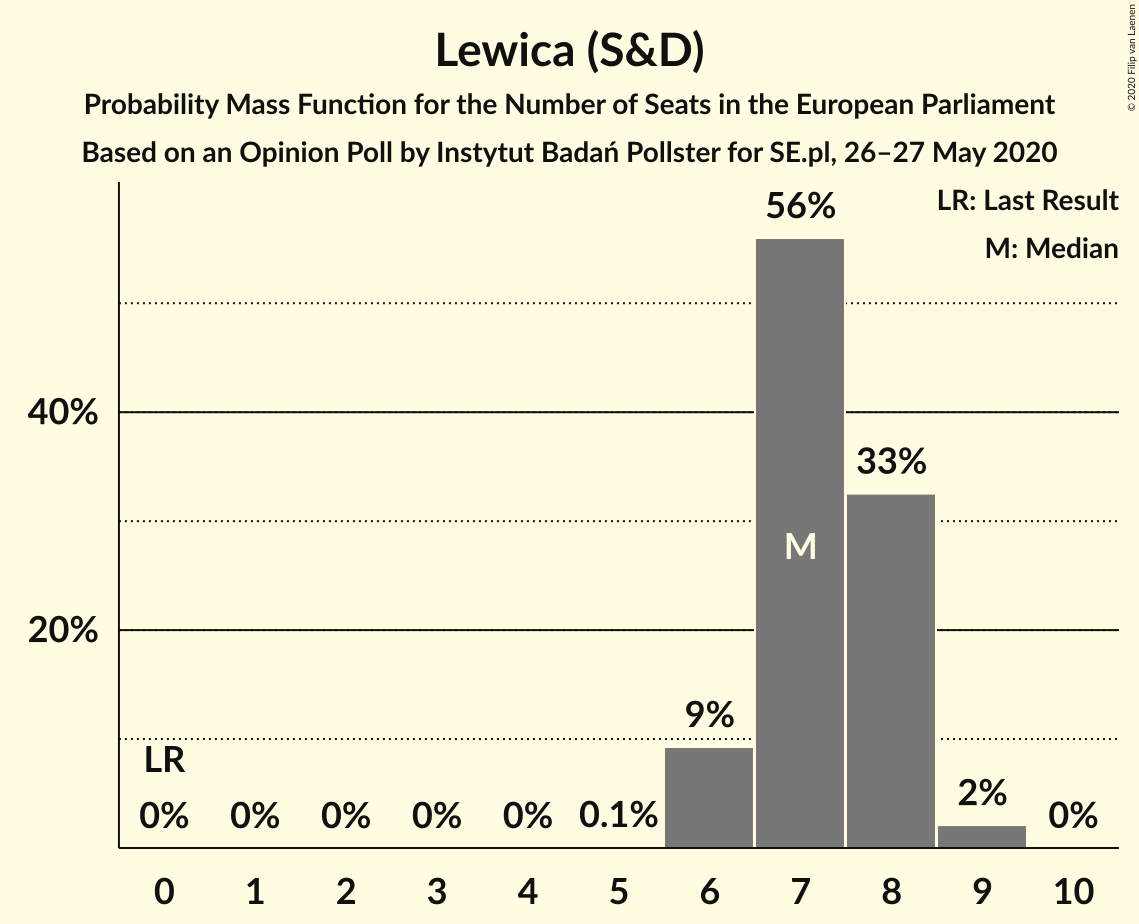 Lewica (S&D)
Probability Mass Function for the Number of Seats in the European Parliament
Based on an Opinion Poll by Instytut Badań Pollster for SE.pl, 26–27 May 2020
© 2020 Filip van Laenen
LR: Last Result
M: Median
56%
40%
33%
M
20%
9%
LR
0% 0% 0% 0% 0% 0.1% 2% 0%
0 1 2 3 4 5 6 7 8 9 10